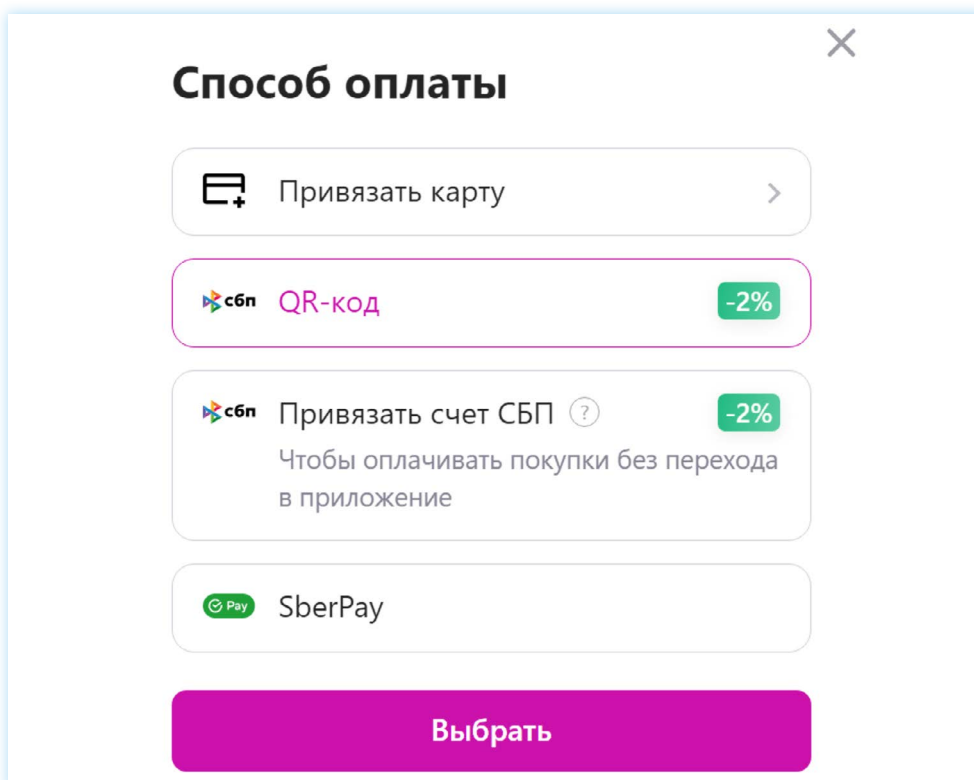 Способ оплаты
Привязать карту
сбп QR-код -2%
сбп Привязать счет СБП ? -2%
Чтобы оплачивать покупки без перехода
в приложение
Pay SberPay
Выбрать